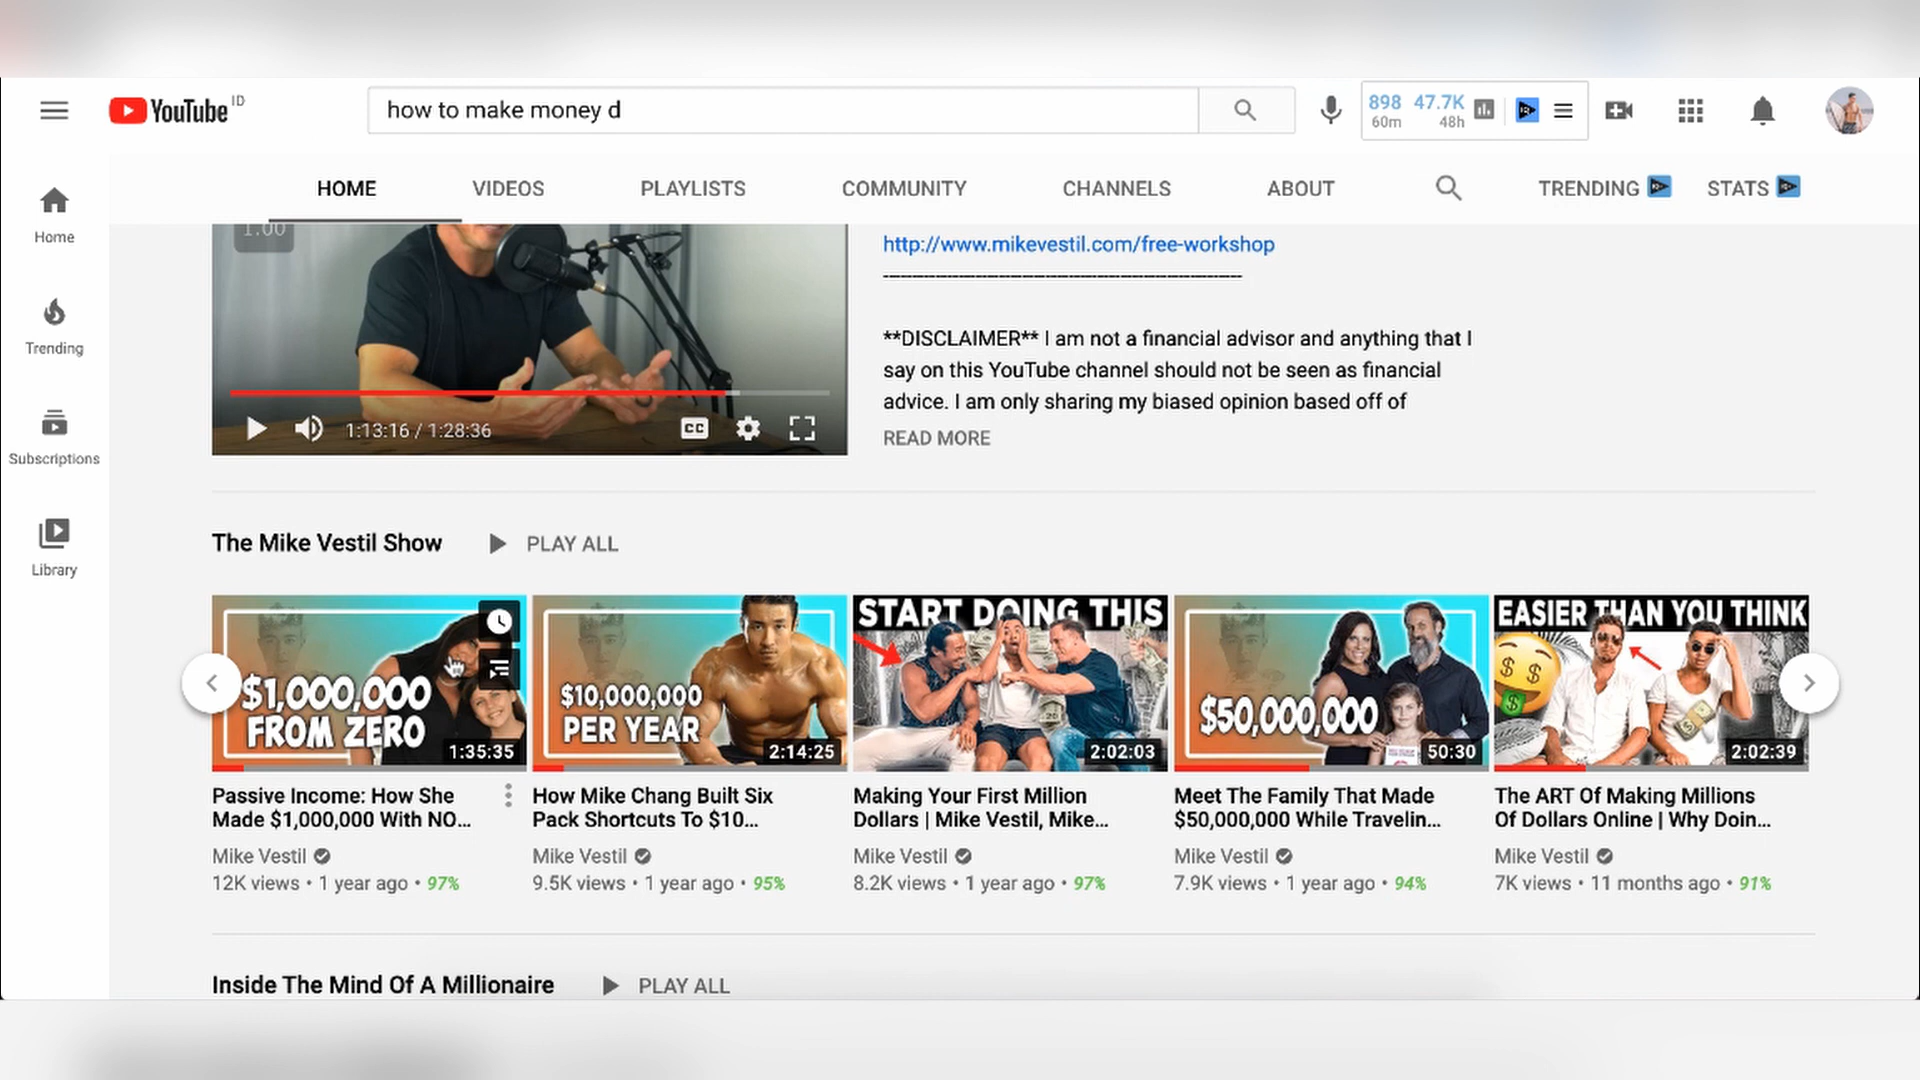 YouTube ID
how to make money d
898 47.7K
60m 48h
HOME VIDEOS PLAYLISTS COMMUNITY CHANNELS ABOUT TRENDING STATS
Home
Trending
Subscriptions
Library
1.00
1:13:16 / 1:28:36
CC
http://www.mikevestil.com/free-workshop
**DISCLAIMER** I am not a financial advisor and anything that I
say on this YouTube channel should not be seen as financial
advice. I am only sharing my biased opinion based off of
READ MORE
The Mike Vestil Show PLAY ALL
$1,000,000
FROM ZERO
1:35:35
Passive Income: How She
Made $1,000,000 With NO...
Mike Vestil
12K views • 1 year ago • 97%
$10,000,000
PER YEAR
2:14:25
How Mike Chang Built Six
Pack Shortcuts To $10...
Mike Vestil
9.5K views • 1 year ago • 95%
START DOING THIS
2:02:03
Making Your First Million
Dollars | Mike Vestil, Mike...
Mike Vestil
8.2K views • 1 year ago • 97%
$50,000,000
50:30
Meet The Family That Made
$50,000,000 While Travelin...
Mike Vestil
7.9K views • 1 year ago • 94%
EASIER THAN YOU THINK
2:02:39
The ART Of Making Millions
Of Dollars Online | Why Doin...
Mike Vestil
7K views • 11 months ago • 91%
Inside The Mind Of A Millionaire PLAY ALL